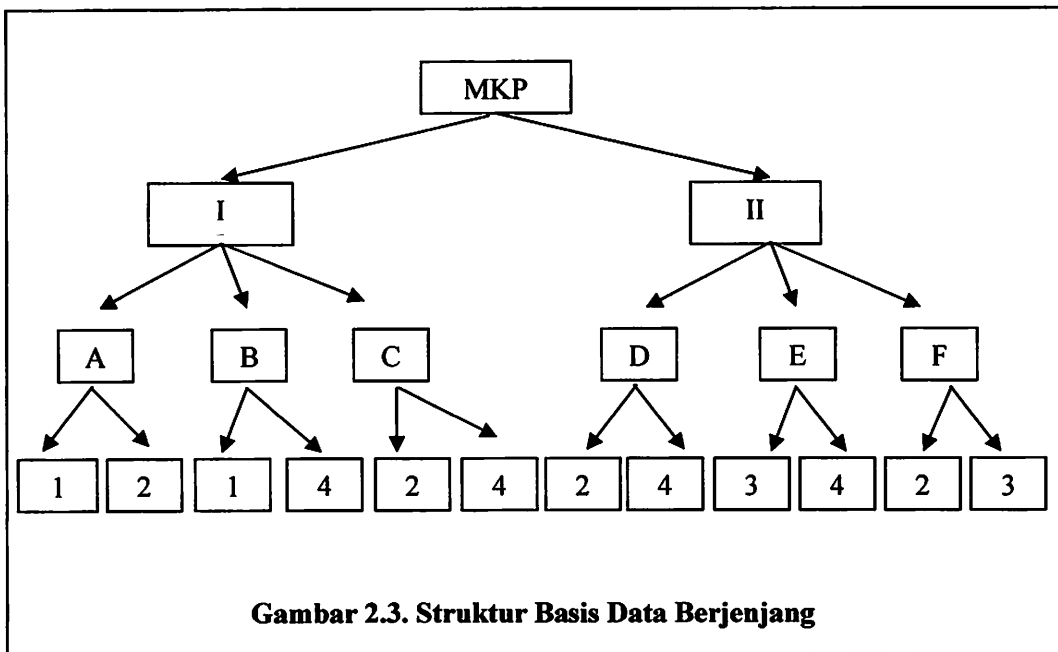 MKP
I II
A B C D E F
1 2 1 4 2 4 2 4 3 4 2 3
Gambar 2.3. Struktur Basis Data Berjenjang